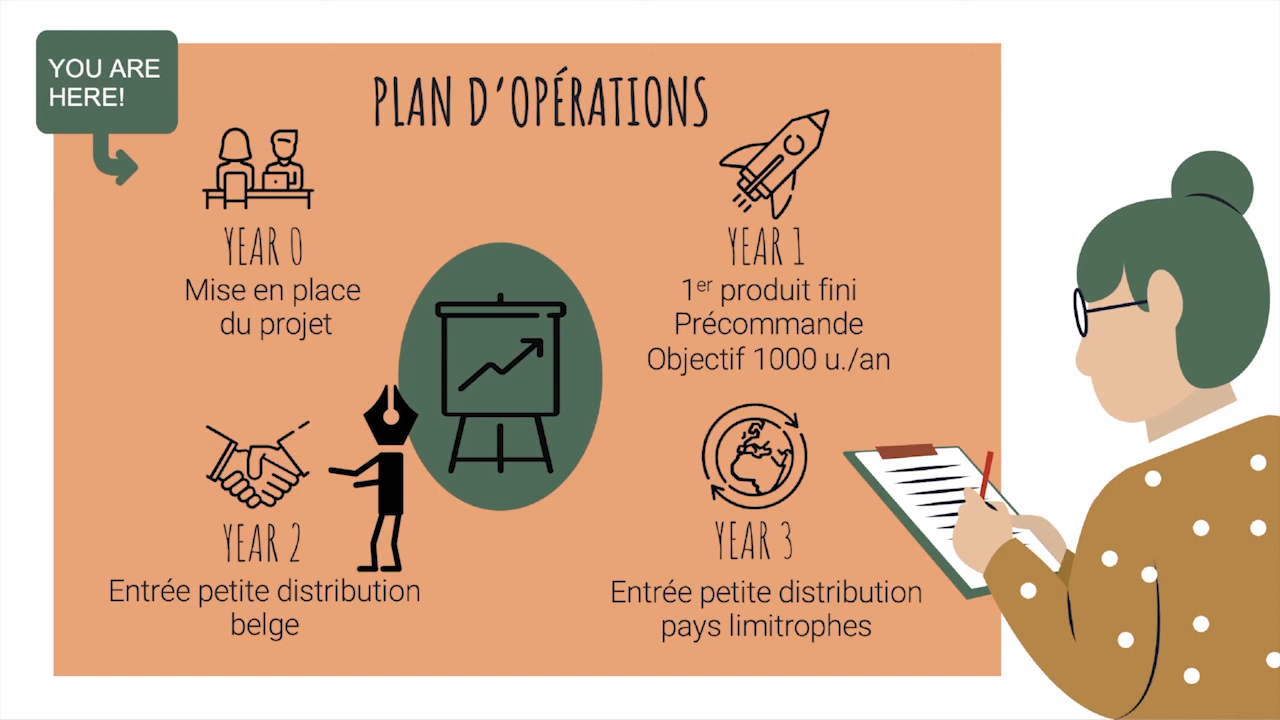 YOU ARE
HERE!
PLAN D'OPÉRATIONS
YEAR 0
Mise en place
du projet
YEAR 1
1er produit fini
Précommande
Objectif 1000 u./an
YEAR 2
Entrée petite distribution
belge
YEAR 3
Entrée petite distribution
pays limitrophes